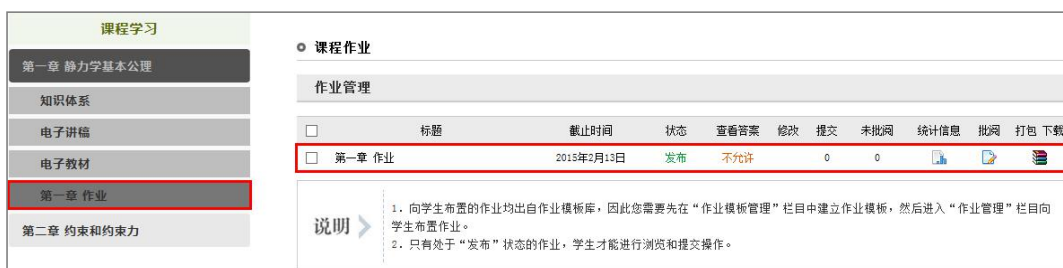 课程学习
第一章 静力学基本公理
知识体系
电子讲稿
电子教材
第一章 作业
第二章 约束和约束力
课程作业
作业管理
标题 截止时间 状态 查看答案 修改 提交 未批阅 统计信息 批阅 打包 下载
第一章 作业 2015年2月13日 发布 不允许 0 0
说明
1. 向学生布置的作业均出自作业模板库，因此您需要先在“作业模板管理”栏目中建立作业模板，然后进入“作业管理”栏目向
学生布置作业。
2. 只有处于“发布”状态的作业，学生才能进行浏览和提交操作。